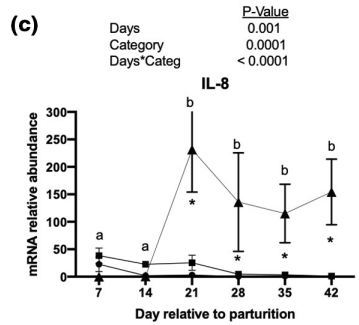 (c)
P-Value
Days 0.001
Category 0.0001
Days*Categ < 0.0001
IL-8
mRNA relative abundance
300
250
200
150
100
50
0
a a b b b b
* * * *
7 14 21 28 35 42
Day relative to parturition